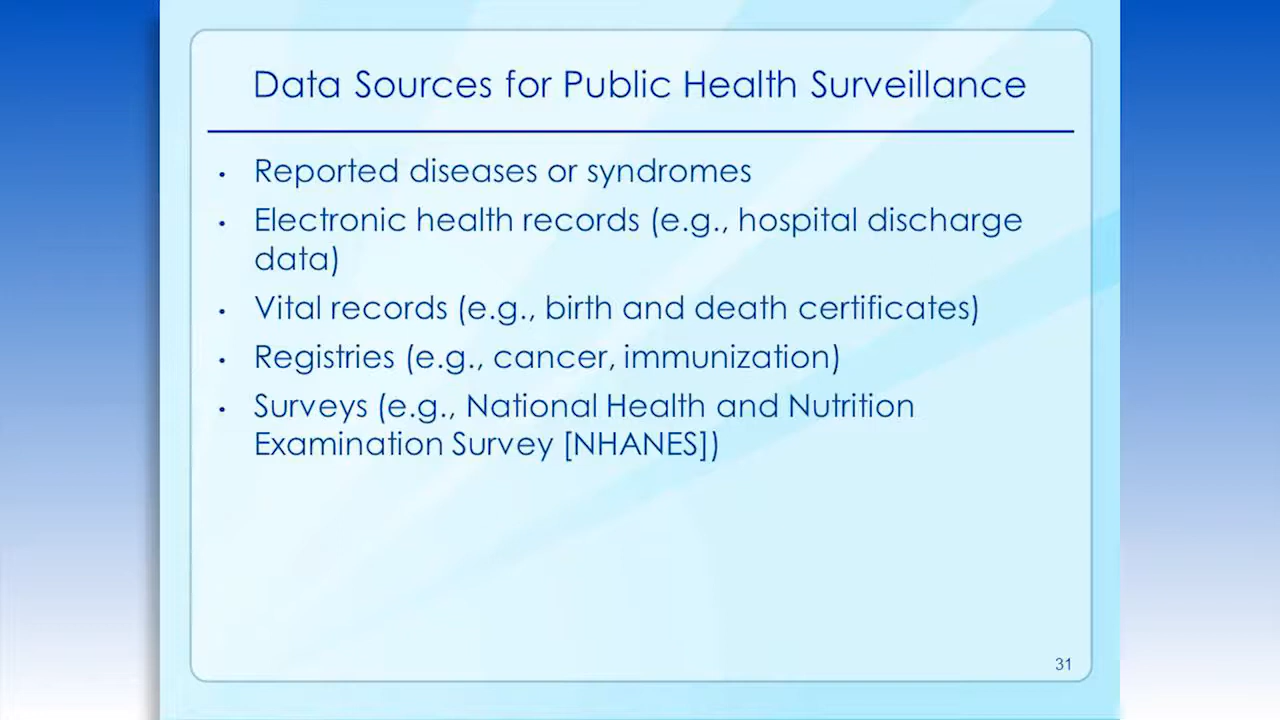 Data Sources for Public Health Surveillance
• Reported diseases or syndromes
• Electronic health records (e.g., hospital discharge
data)
• Vital records (e.g., birth and death certificates)
• Registries (e.g., cancer, immunization)
• Surveys (e.g., National Health and Nutrition
Examination Survey [NHANES])
31